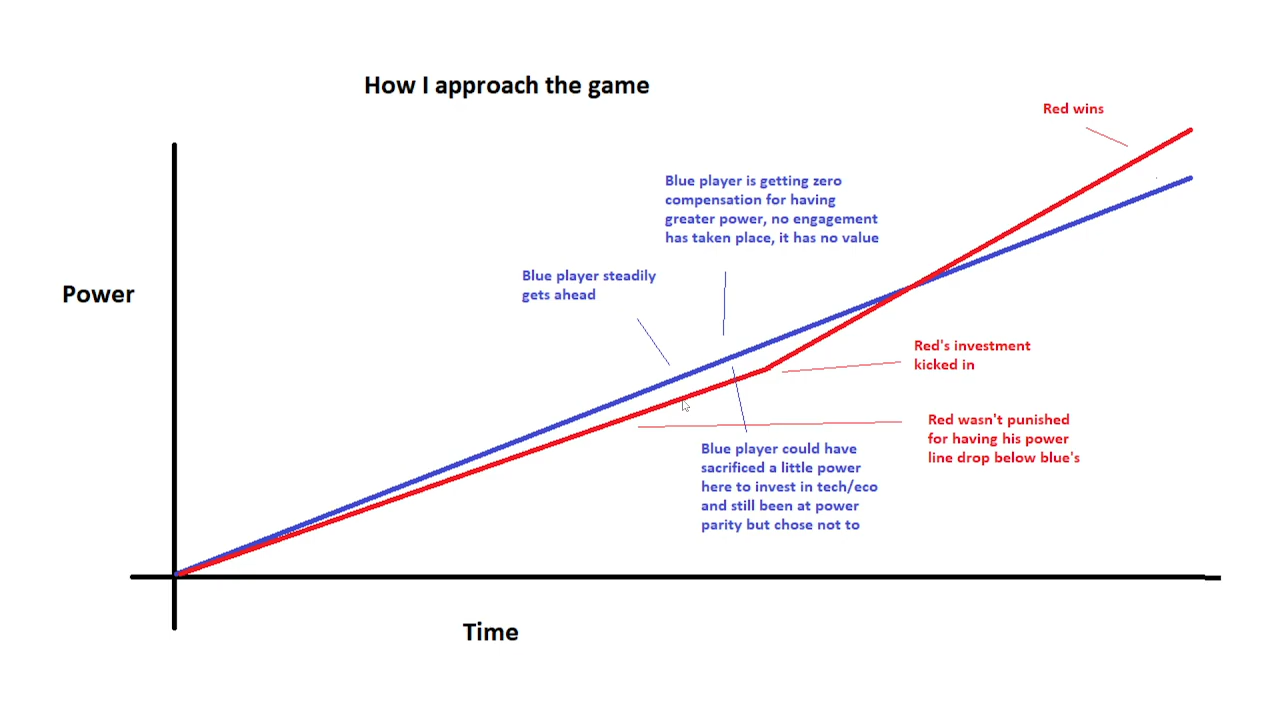 How I approach the game
Red wins
Blue player is getting zero
compensation for having
greater power, no engagement
has taken place, it has no value
Blue player steadily
gets ahead
Power
Red's investment
kicked in
Red wasn't punished
for having his power
line drop below blue's
Blue player could have
sacrificed a little power
here to invest in tech/eco
and still been at power
parity but chose not to
Time